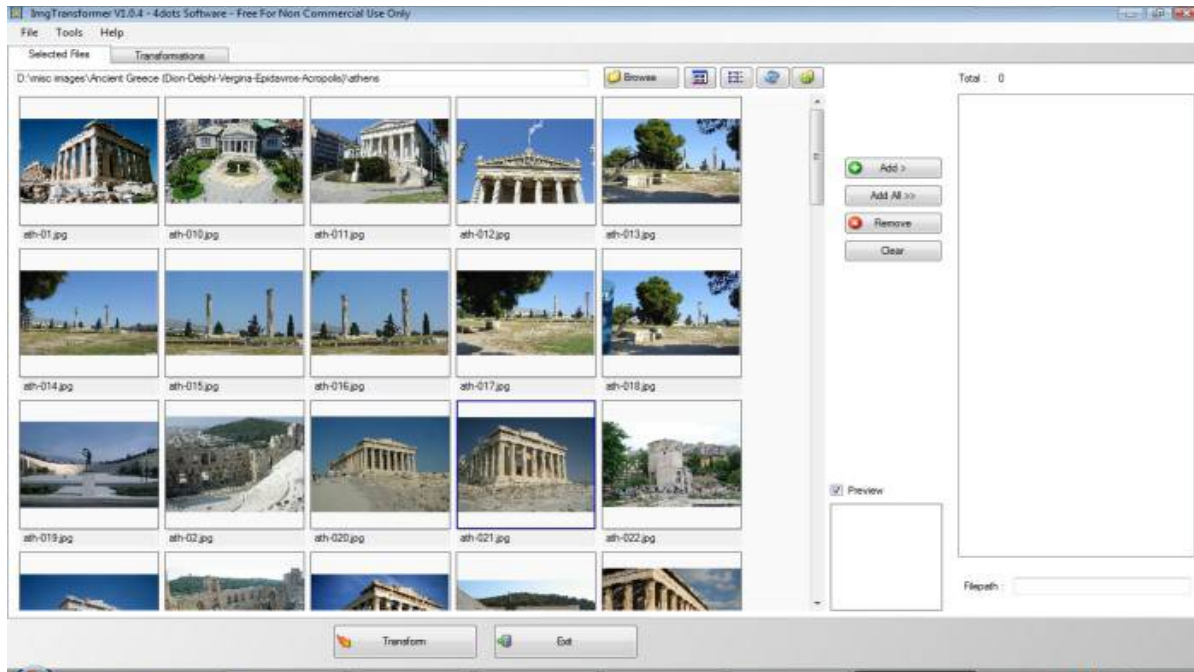 ImgTransformer V1.0.4 - 4dots Software - Free For Non Commercial Use Only
File Tools Help
Selected Files Transformations
D:\misc images\Ancient Greece (Dion-Delphi-Vergina-Epidavros-Acropolis)\athens
Browse
Total : 0
ath-01.jpg ath-010.jpg ath-011.jpg ath-012.jpg ath-013.jpg
Add >
Add All >>
Remove
Clear
ath-014.jpg ath-015.jpg ath-016.jpg ath-017.jpg ath-018.jpg
ath-019.jpg ath-02.jpg ath-020.jpg ath-021.jpg ath-022.jpg
Preview
Filepath :
Transform Exit